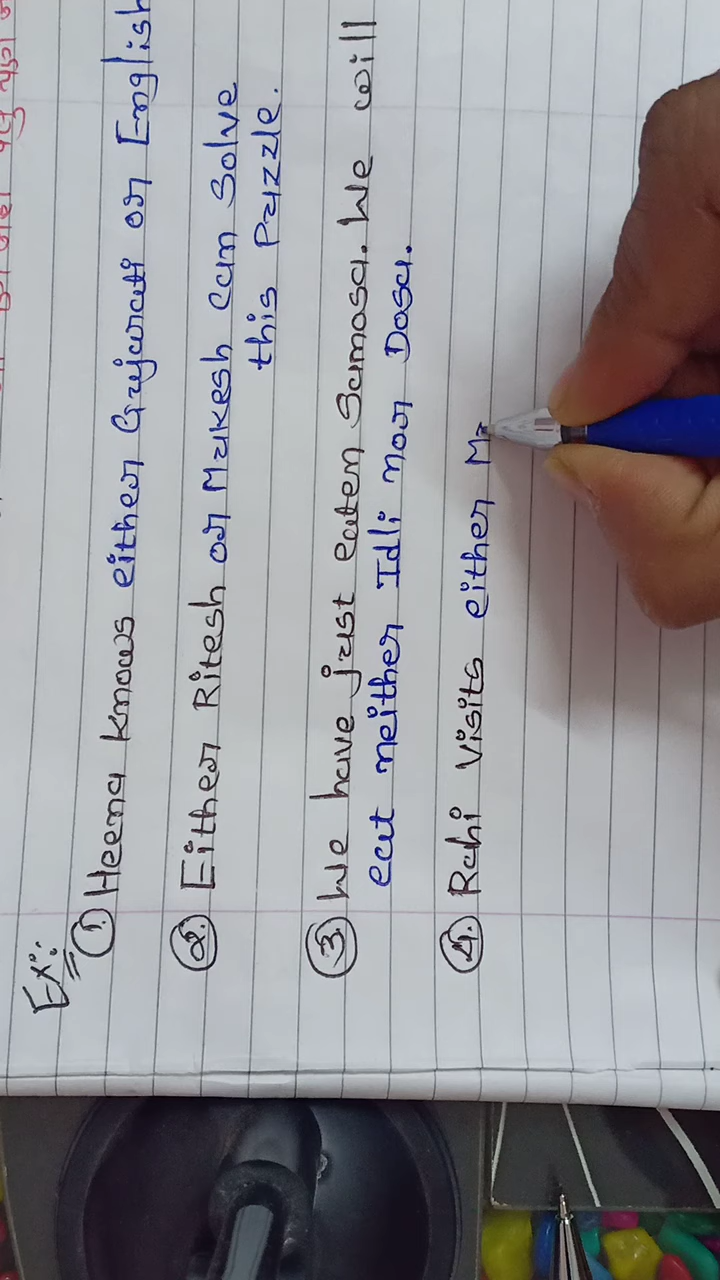 Ex:
1. Heena knows either Gujarati or English
2. Either Ritesh or Mukesh can Solve
this Puzzle.
3. We have just eaten Samosa. We will
eat neither Idli nor Dosa.
4. Rahi Visits either M